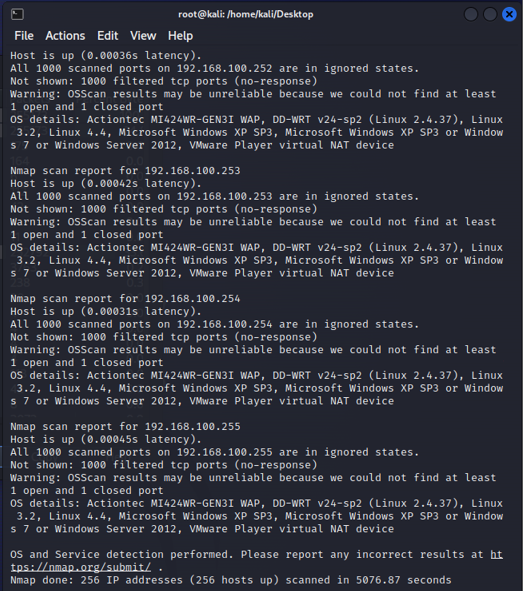 root@kali: /home/kali/Desktop
File Actions Edit View Help
Host is up (0.00036s latency).
All 1000 scanned ports on 192.168.100.252 are in ignored states.
Not shown: 1000 filtered tcp ports (no-response)
Warning: OSScan results may be unreliable because we could not find at least
1 open and 1 closed port
OS details: Actiontec MI424WR-GEN3I WAP, DD-WRT v24-sp2 (Linux 2.4.37), Linux
3.2, Linux 4.4, Microsoft Windows XP SP3, Microsoft Windows XP SP3 or Window
s 7 or Windows Server 2012, VMware Player virtual NAT device
Nmap scan report for 192.168.100.253
Host is up (0.00042s latency).
All 1000 scanned ports on 192.168.100.253 are in ignored states.
Not shown: 1000 filtered tcp ports (no-response)
Warning: OSScan results may be unreliable because we could not find at least
1 open and 1 closed port
OS details: Actiontec MI424WR-GEN3I WAP, DD-WRT v24-sp2 (Linux 2.4.37), Linux
3.2, Linux 4.4, Microsoft Windows XP SP3, Microsoft Windows XP SP3 or Window
s 7 or Windows Server 2012, VMware Player virtual NAT device
Nmap scan report for 192.168.100.254
Host is up (0.00031s latency).
All 1000 scanned ports on 192.168.100.254 are in ignored states.
Not shown: 1000 filtered tcp ports (no-response)
Warning: OSScan results may be unreliable because we could not find at least
1 open and 1 closed port
OS details: Actiontec MI424WR-GEN3I WAP, DD-WRT v24-sp2 (Linux 2.4.37), Linux
3.2, Linux 4.4, Microsoft Windows XP SP3, Microsoft Windows XP SP3 or Window
s 7 or Windows Server 2012, VMware Player virtual NAT device
Nmap scan report for 192.168.100.255
Host is up (0.00045s latency).
All 1000 scanned ports on 192.168.100.255 are in ignored states.
Not shown: 1000 filtered tcp ports (no-response)
Warning: OSScan results may be unreliable because we could not find at least
1 open and 1 closed port
OS details: Actiontec MI424WR-GEN3I WAP, DD-WRT v24-sp2 (Linux 2.4.37), Linux
3.2, Linux 4.4, Microsoft Windows XP SP3, Microsoft Windows XP SP3 or Window
s 7 or Windows Server 2012, VMware Player virtual NAT device
OS and Service detection performed. Please report any incorrect results at ht
tps://nmap.org/submit/ .
Nmap done: 256 IP addresses (256 hosts up) scanned in 5076.87 seconds